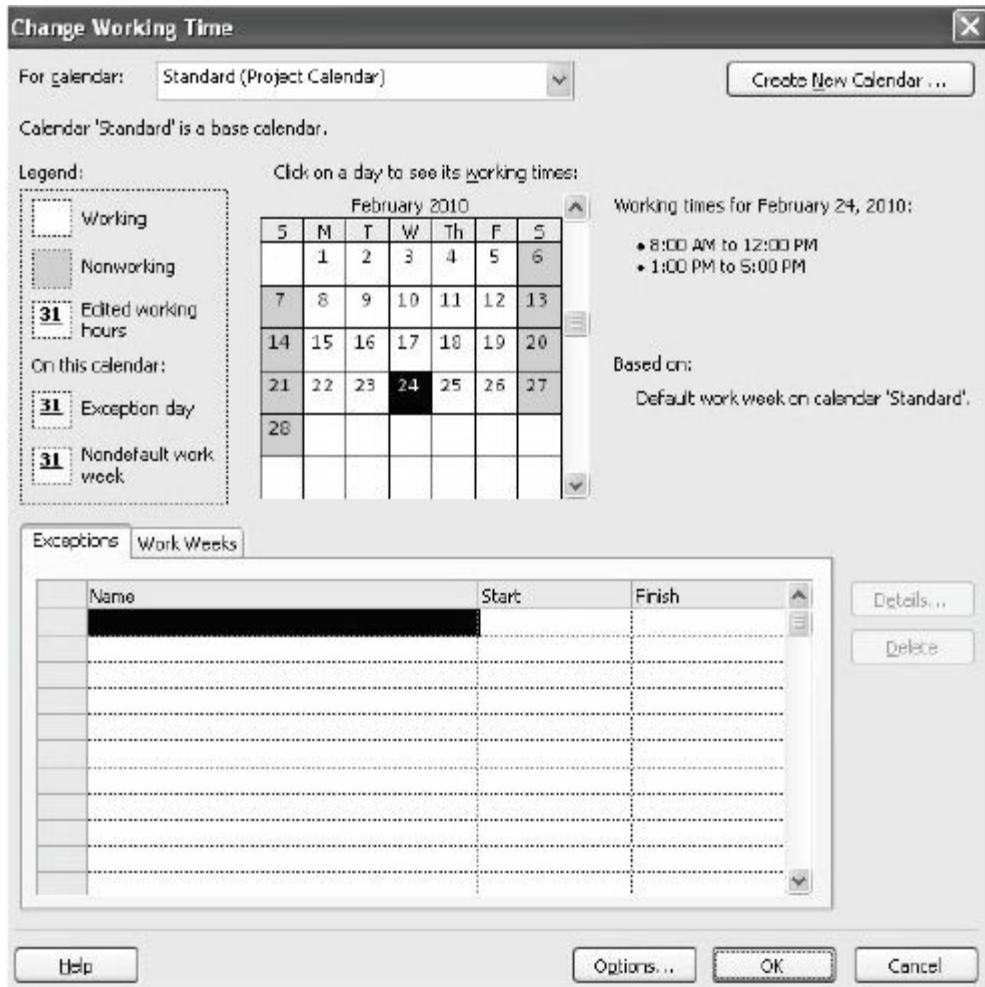 Change Working Time
For calendar: Standard (Project Calendar) Create New Calendar ...
Calendar 'Standard' is a base calendar.
Legend:
Working
Nonworking
31 Edited working
hours
On this calendar:
31 Exception day
31 Nondefault work
week
Click on a day to see its working times:
February 2010
S M T W Th F S
1 2 3 4 5 6
7 8 9 10 11 12 13
14 15 16 17 18 19 20
21 22 23 24 25 26 27
28
Working times for February 24, 2010:
• 8:00 AM to 12:00 PM
• 1:00 PM to 5:00 PM
Based on:
Default work week on calendar 'Standard'.
Exceptions Work Weeks
Name Start Finish
Details...
Delete
Help Options... OK Cancel